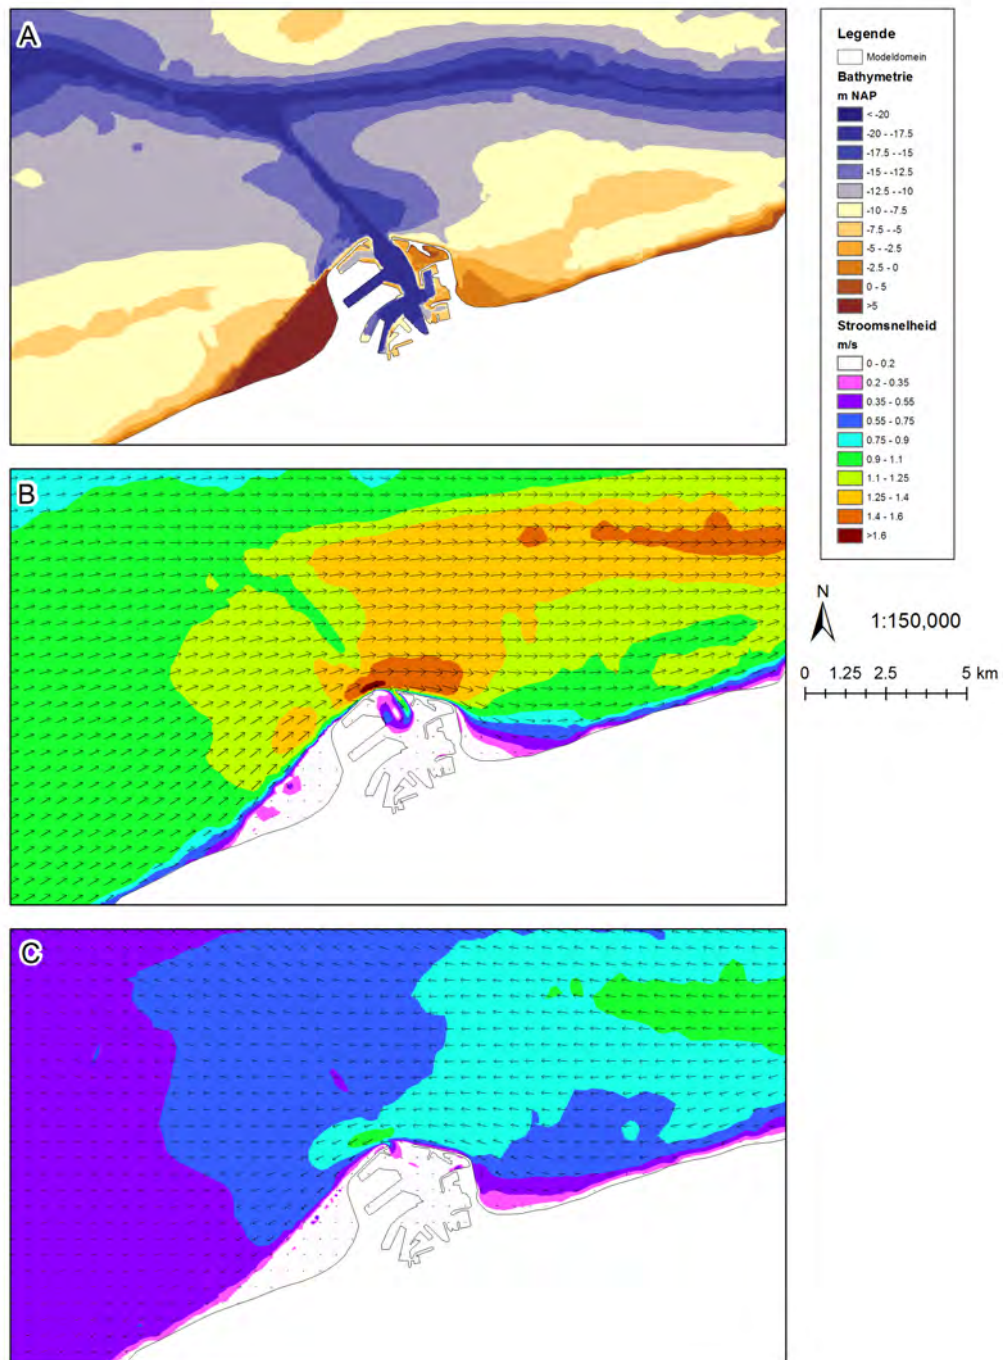 A
Legende
Modeldomein
Bathymetrie
m NAP
< -20
-20 - -17.5
-17.5 - -15
-15 - -12.5
-12.5 - -10
-10 - -7.5
-7.5 - -5
-5 - -2.5
-2.5 - 0
0 - 5
>5
Stroomsnelheid
m/s
0 - 0.2
0.2 - 0.35
0.35 - 0.55
0.55 - 0.75
0.75 - 0.9
0.9 - 1.1
1.1 - 1.25
1.25 - 1.4
1.4 - 1.6
>1.6
B
N
1:150,000
0 1.25 2.5 5 km
C